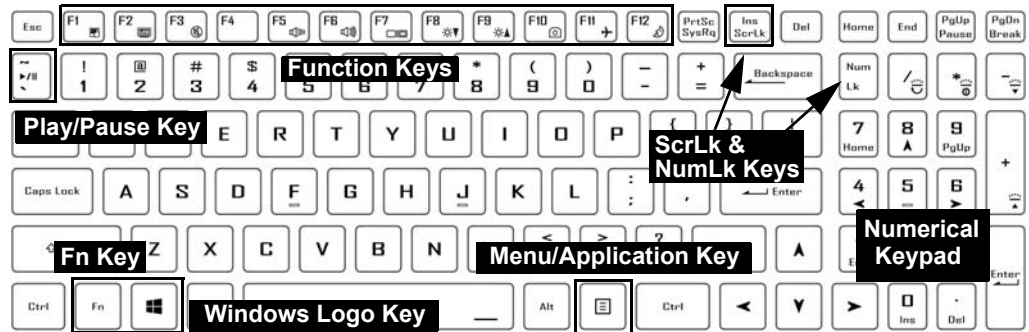 Esc F1 F2 F3 F4 F5 F6 F7 F8 F9 F10 F11 F12 PrtSc SysRq Ins ScrLk Del Home End PgUp Pause PgDn Break
~ ` ! 1 @ 2 # 3 $ 4 5 6 7 * 8 ( 9 ) 0 _ - + = Backspace Num Lk / * -
Function Keys
Play/Pause Key
E R T Y U I O P { } 7 Home 8 9 PgUp +
ScrLk &
NumLk Keys
Caps Lock A S D F G H J K L : ; ' Enter 4 5 6
Fn Key
Z X C V B N < > ?
Menu/Application Key
Numerical
Keypad
Enter
Ctrl Fn Alt Ctrl 0 Ins . Del
Windows Logo Key